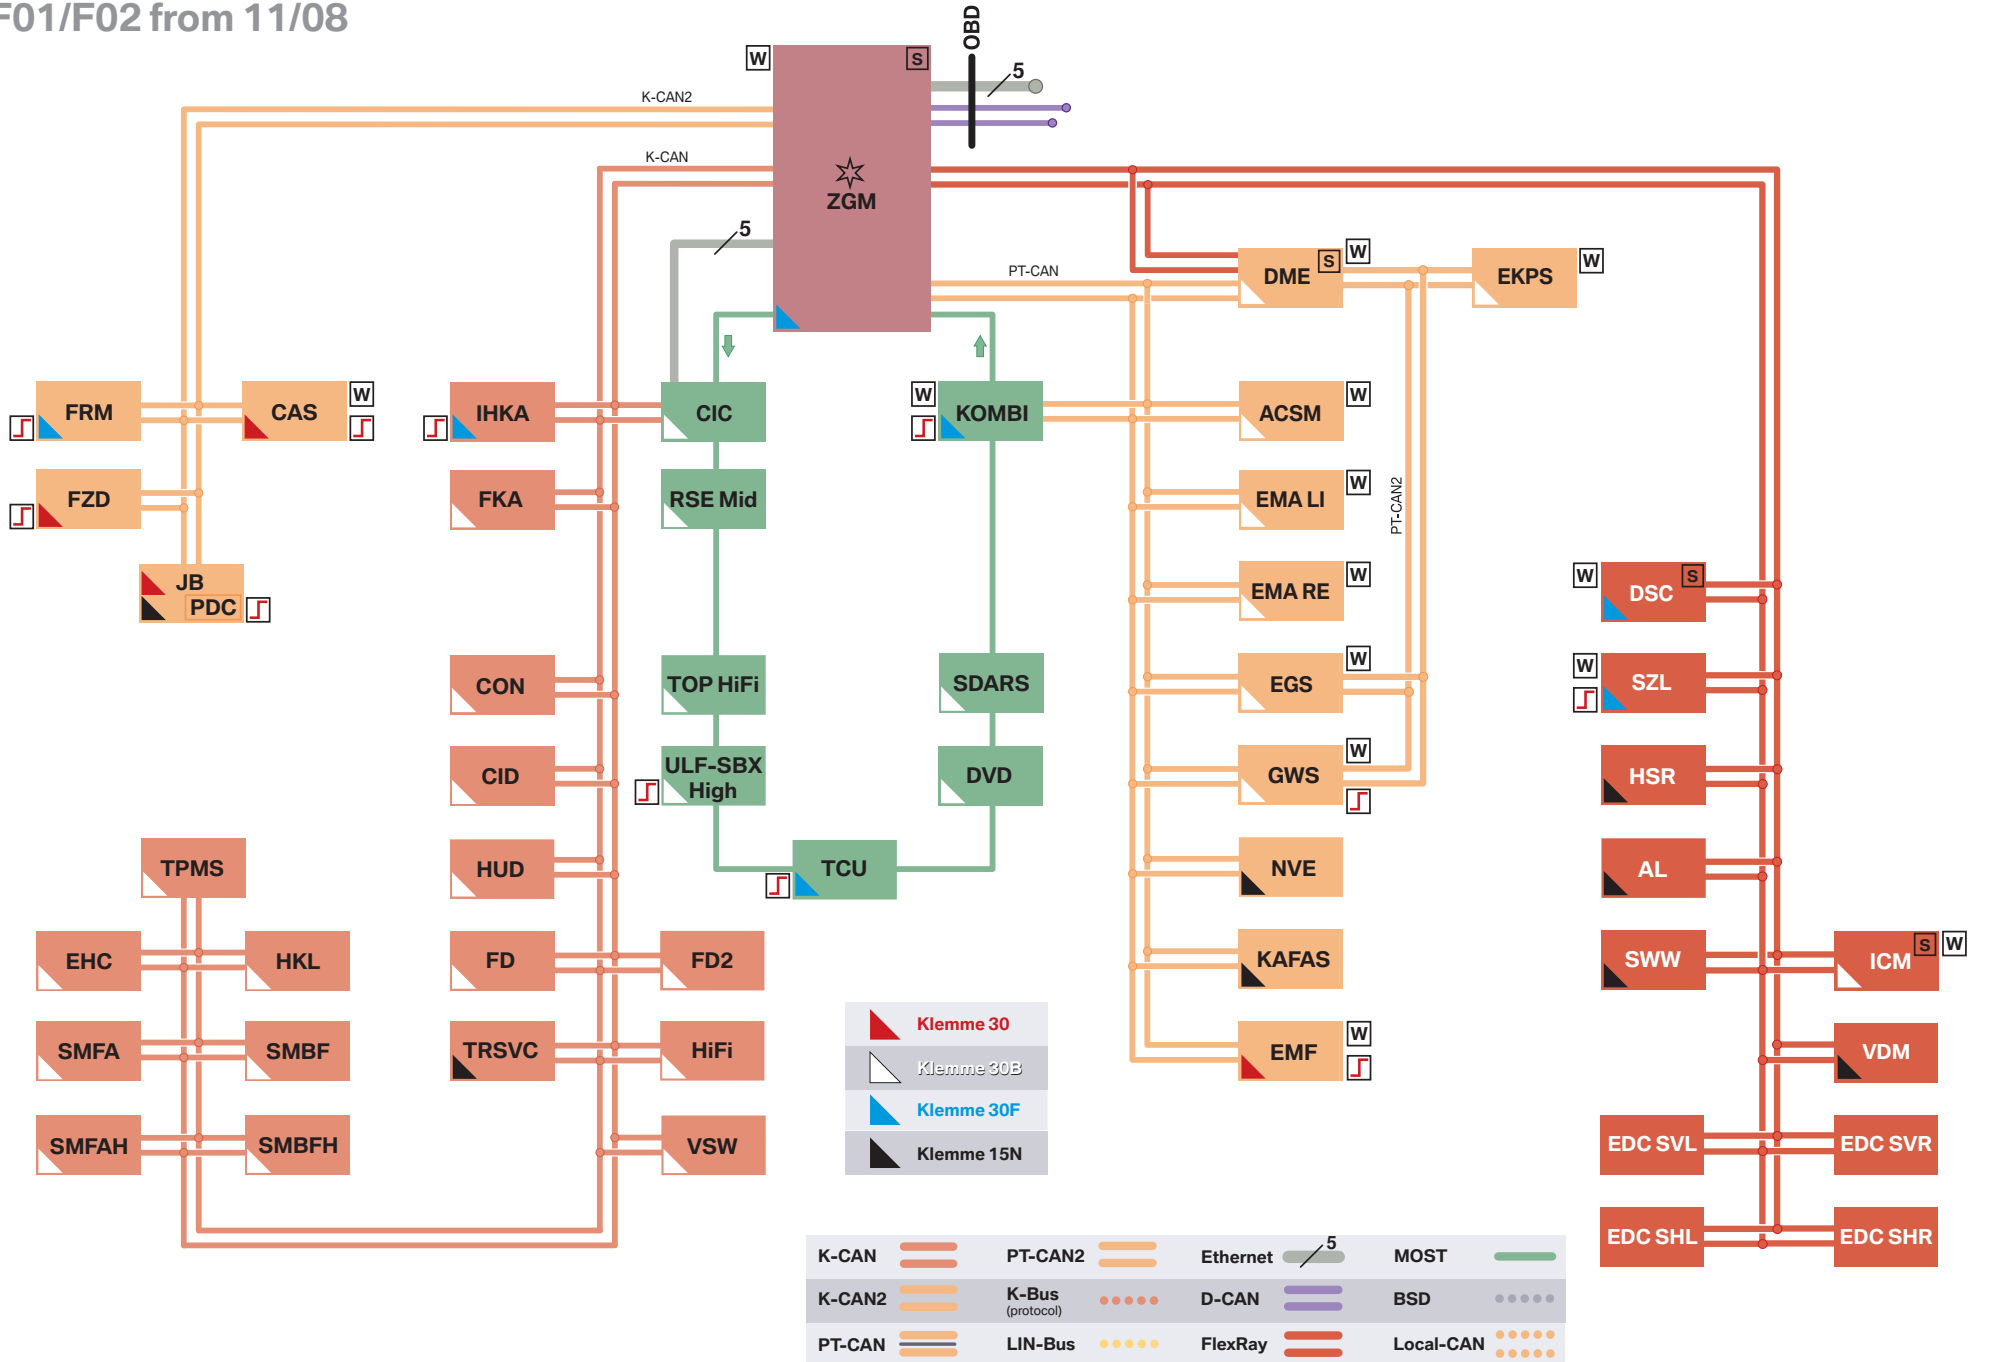 F01/F02 from 11/08
OBD
W
S
5
K-CAN2
K-CAN
ZGM
5
PT-CAN
DME
S
W
EKPS
W
FRM
CAS
W
IHKA
CIC
W
KOMBI
ACSM
W
FZD
FKA
RSE Mid
EMA LI
W
PT-CAN2
JB
PDC
EMA RE
W
W
DSC
S
CON
TOP HiFi
SDARS
EGS
W
W
SZL
CID
ULF-SBX
High
DVD
GWS
W
HSR
TPMS
HUD
TCU
NVE
AL
EHC
HKL
FD
FD2
KAFAS
SWW
ICM
S
W
SMFA
SMBF
TRSVC
HiFi
EMF
W
VDM
SMFAH
SMBFH
VSW
EDC SVL
EDC SVR
EDC SHL
EDC SHR
Klemme 30
Klemme 30B
Klemme 30F
Klemme 15N
K-CAN
PT-CAN2
Ethernet
5
MOST
K-CAN2
K-Bus
(protocol)
D-CAN
BSD
PT-CAN
LIN-Bus
FlexRay
Local-CAN